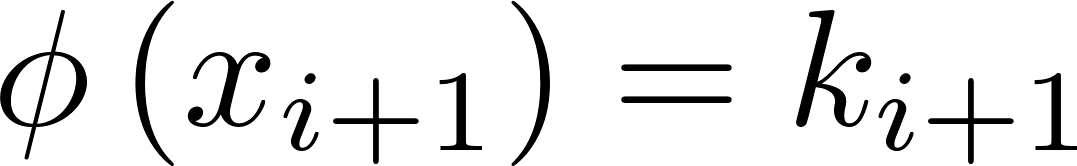 ϕ(x_{i+1}) = k_{i+1}